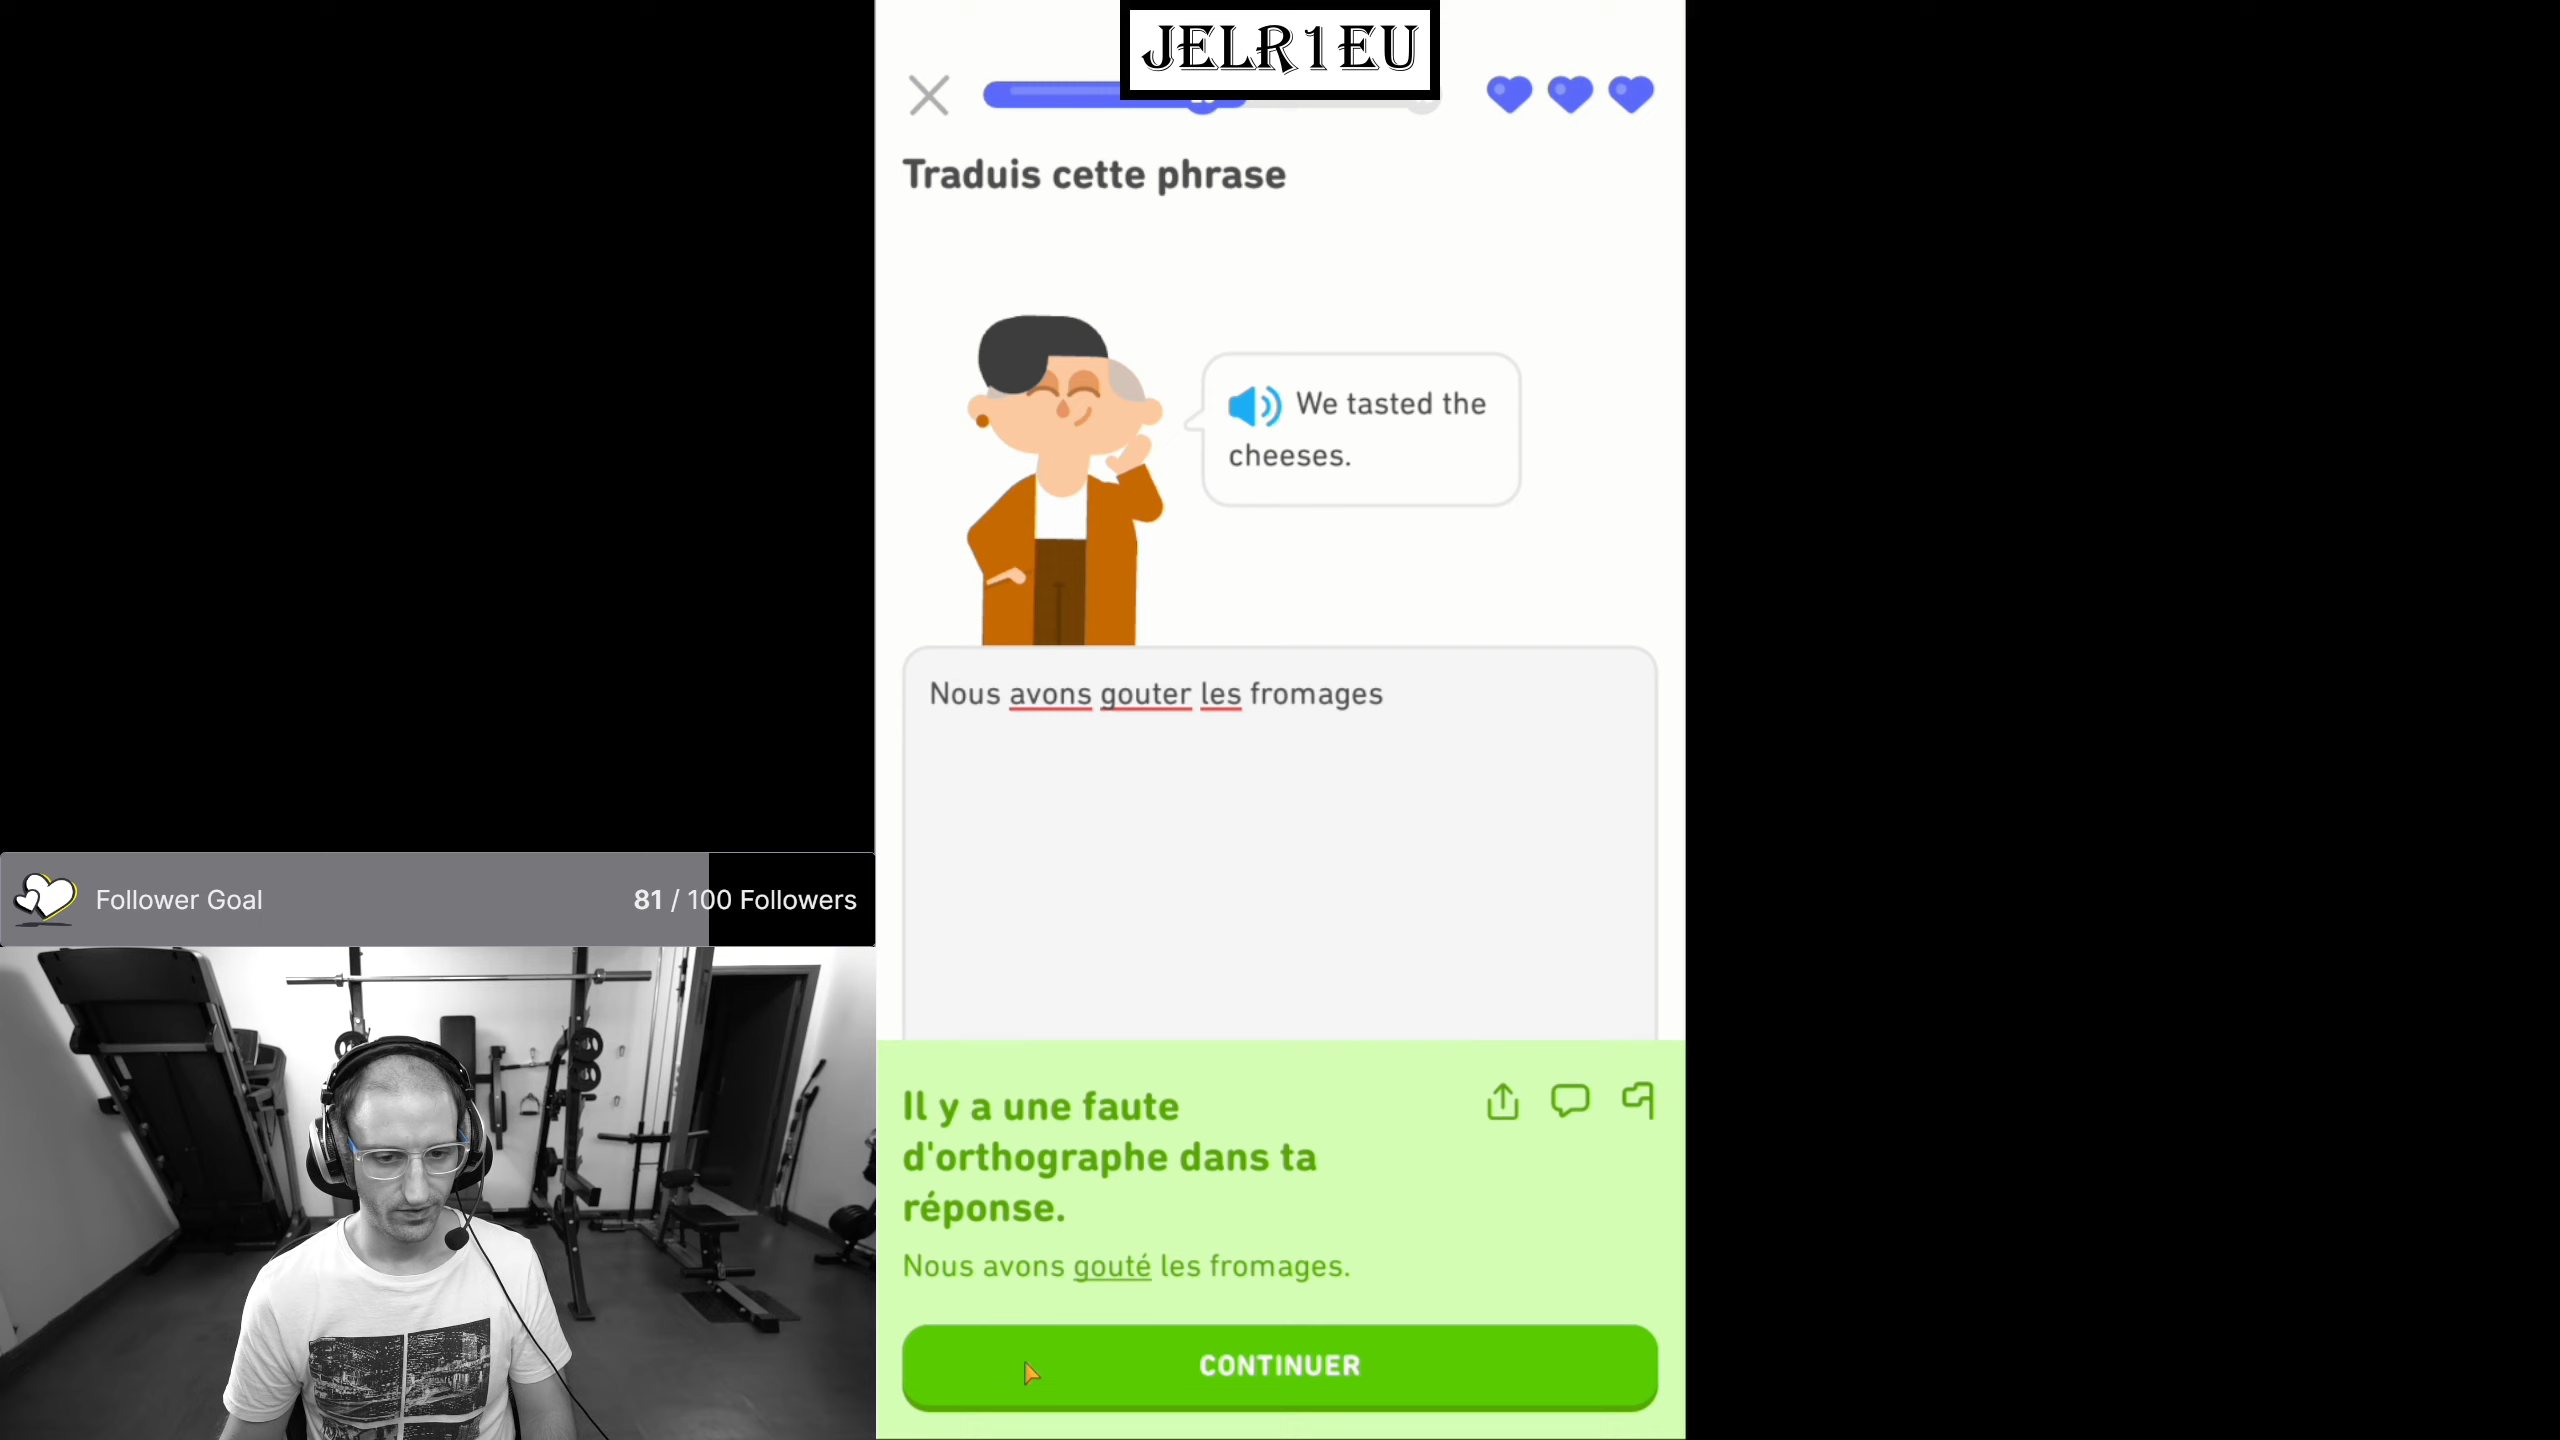 JELR1EU
Traduis cette phrase
We tasted the
cheeses.
Nous avons gouter les fromages
Follower Goal
81 / 100 Followers
Il y a une faute
d'orthographe dans ta
réponse.
Nous avons gouté les fromages.
CONTINUER